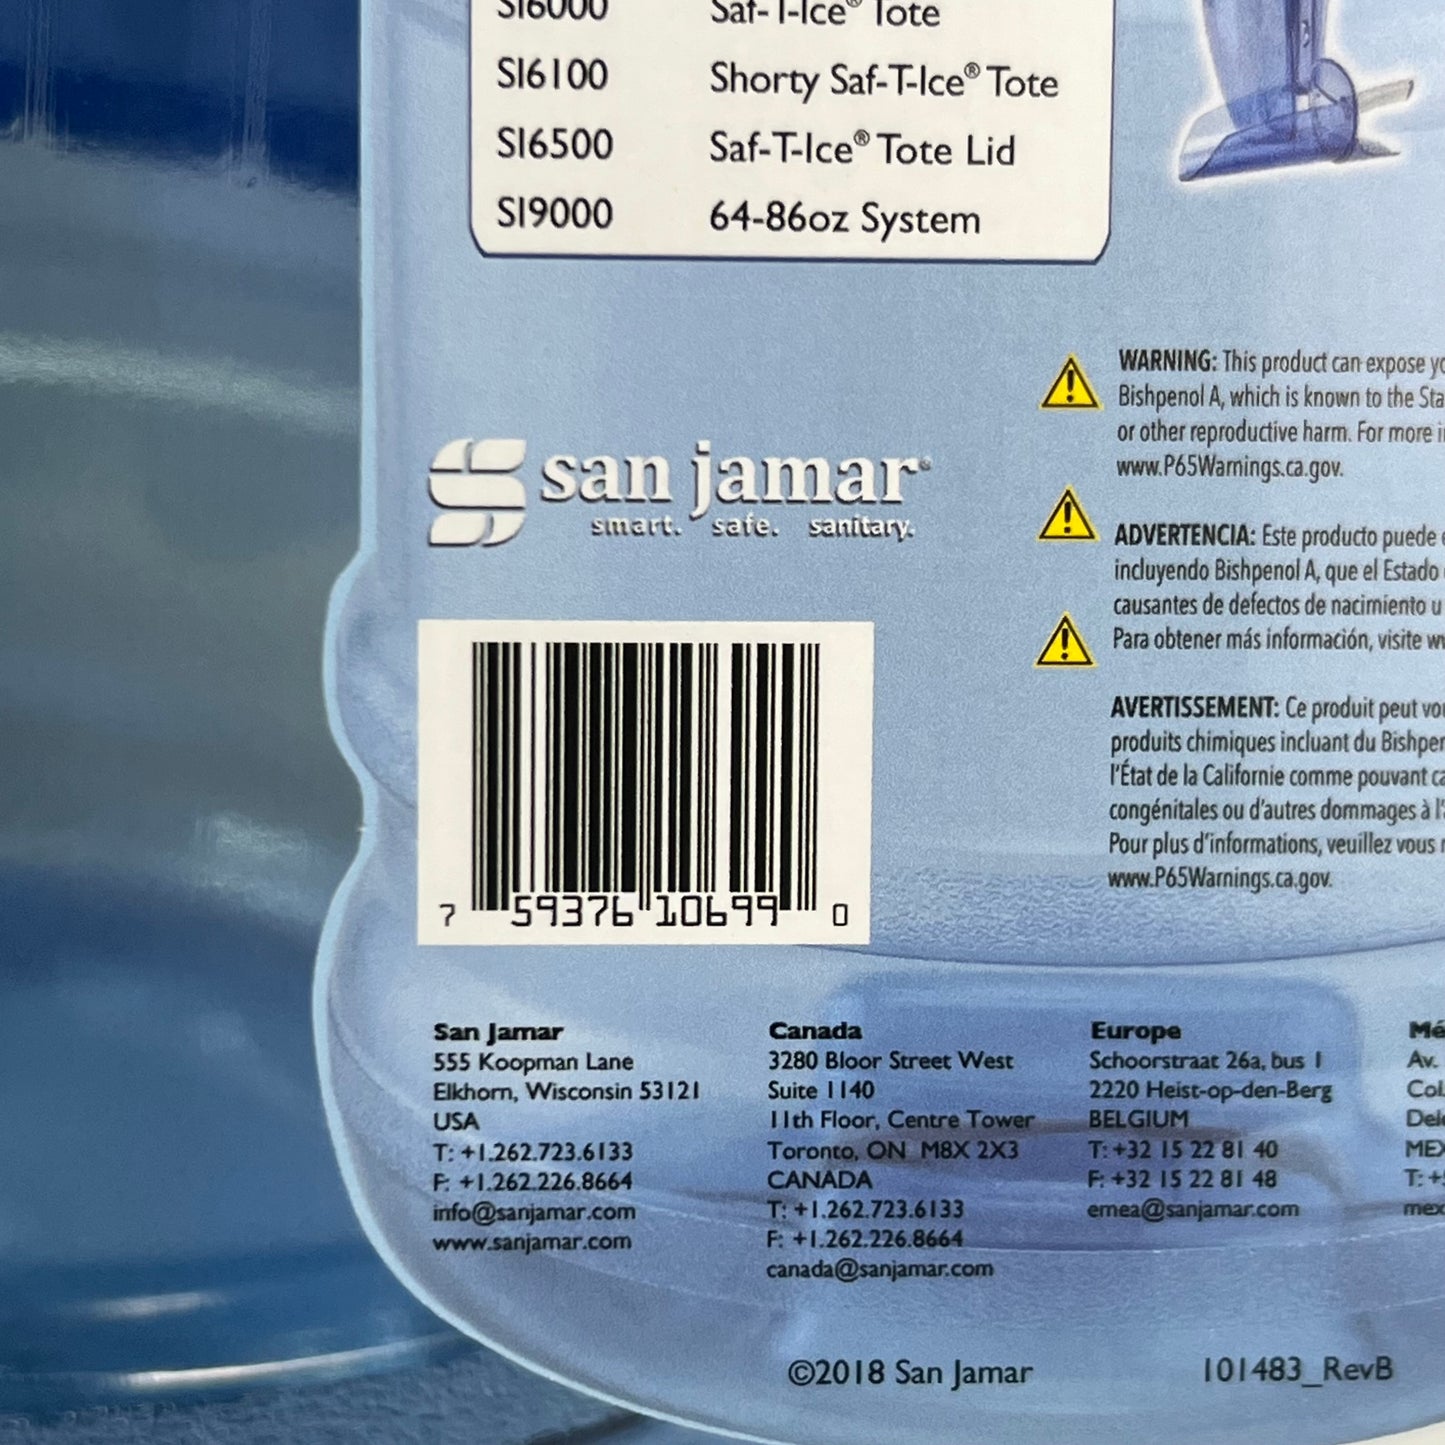 SI6000 Saf-T-Ice® Tote
SI6100 Shorty Saf-T-Ice® Tote
SI6500 Saf-T-Ice® Tote Lid
SI9000 64-86oz System
WARNING: This product can expose
Bishpenol A, which is known to the
or other reproductive harm. For more
www.P65Warnings.ca.gov.
san jamar®
smart. safe. sanitary.
ADVERTENCIA: Este producto puede
incluyendo Bishpenol A, que el Estado
causantes de defectos de nacimiento u
Para obtener más información, visite
AVERTISSEMENT: Ce produit peut
produits chimiques incluant du
l'État de la Californie comme pouvant
congénitales ou d'autres dommages à
Pour plus d'informations, veuillez vous
www.P65Warnings.ca.gov.
7 59376 10699 0
San Jamar
555 Koopman Lane
Elkhorn, Wisconsin 53121
USA
T: +1.262.723.6133
F: +1.262.226.8664
info@sanjamar.com
www.sanjamar.com
Canada
3280 Bloor Street West
Suite 1140
11th Floor, Centre Tower
Toronto, ON M8X 2X3
CANADA
T: +1.262.723.6133
F: +1.262.226.8664
canada@sanjamar.com
Europe
Schoorstraat 26a, bus 1
2220 Heist-op-den-Berg
BELGIUM
T: +32 15 22 81 40
F: +32 15 22 81 48
emea@sanjamar.com
Av.
Col.
©2018 San Jamar 101483_RevB